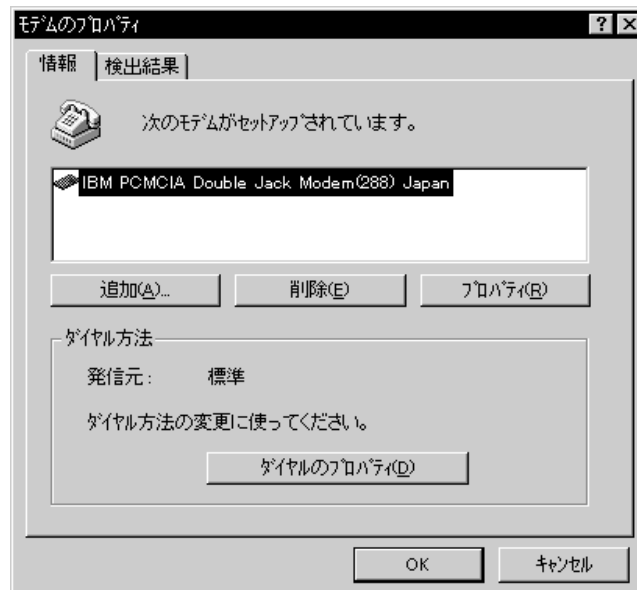 ﾓﾃﾞﾑのﾌﾟﾛﾊﾟﾃｨ
情報 検出結果
次のﾓﾃﾞﾑがｾｯﾄｱｯﾌﾟされています。
IBM PCMCIA Double Jack Modem(288) Japan
追加(A)... 削除(E) ﾌﾟﾛﾊﾟﾃｨ(R)
ﾀﾞｲﾔﾙ方法
発信元: 標準
ﾀﾞｲﾔﾙ方法の変更に使ってください。
ﾀﾞｲﾔﾙのﾌﾟﾛﾊﾟﾃｨ(D)
OK ｷｬﾝｾﾙ